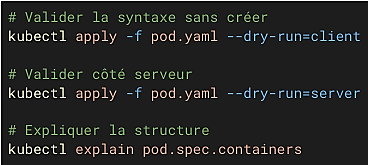 # Valider la syntaxe sans créer
kubectl apply -f pod.yaml --dry-run=client
# Valider côté serveur
kubectl apply -f pod.yaml --dry-run=server
# Expliquer la structure
kubectl explain pod.spec.containers